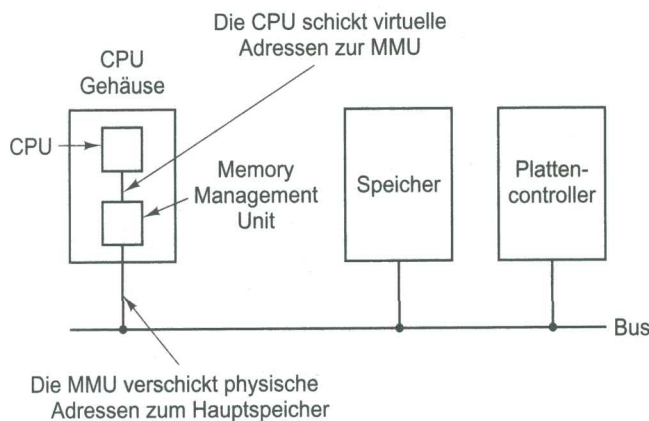 Die CPU schickt virtuelle
Adressen zur MMU
CPU
Gehäuse
CPU
Memory
Management
Unit
Speicher
Platten-
controller
Bus
Die MMU verschickt physische
Adressen zum Hauptspeicher